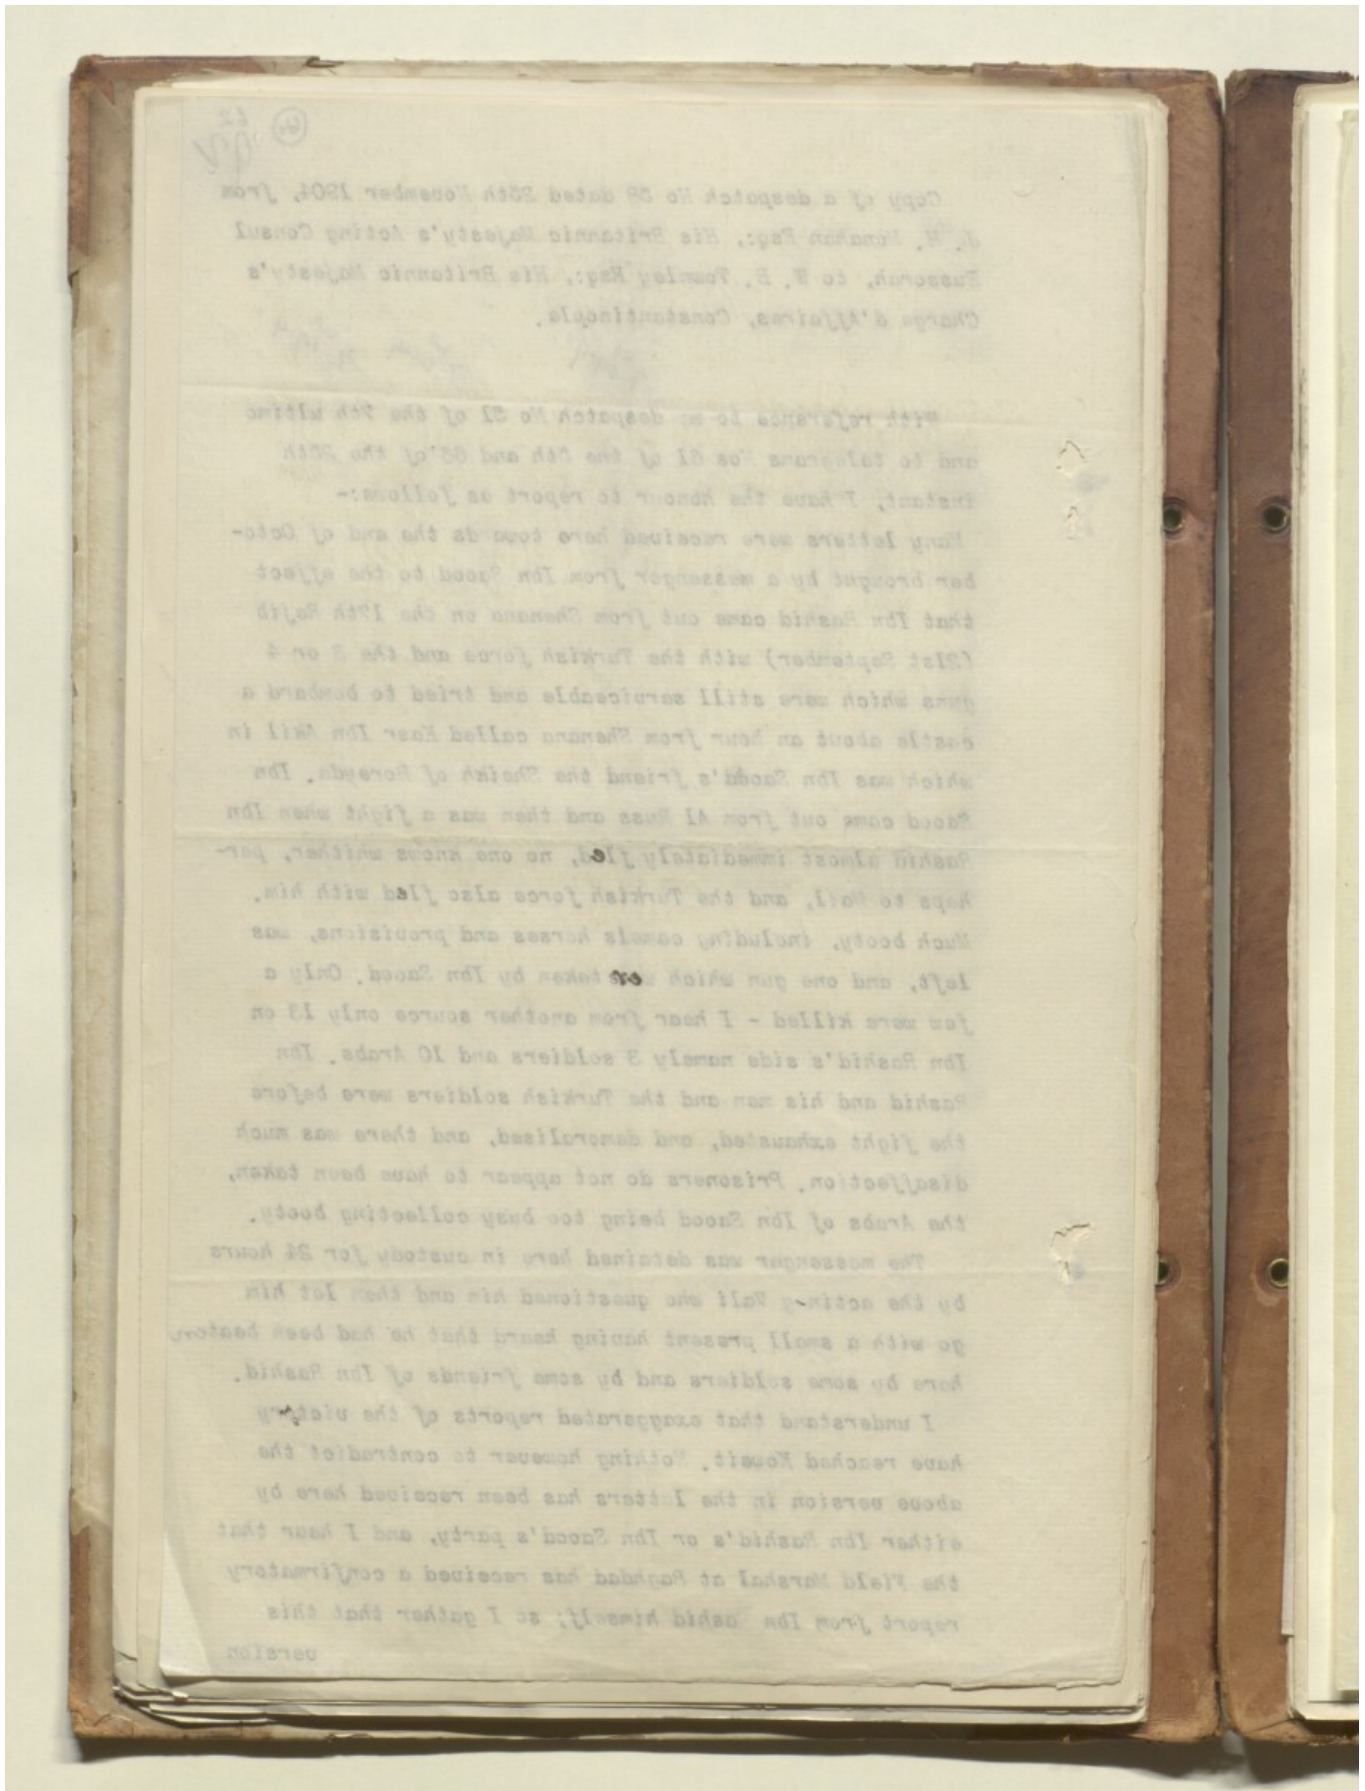 Copy of a despatch No 58 dated 25th November 1904, from
J. H. Monahan Esq:, His Britannic Majesty's Acting Consul
Bussorah, to W. B. Townley Esq:, His Britannic Majesty's
Charge d'Affaires, Constantinople.
With reference to my despatch No 51 of the 7th ultimo
and to telegrams Nos 61 of the 5th and 66 of the 25th
instant, I have the honour to report as follows:-
Many letters were received here towards the end of Octo-
ber brought by a messenger from Ibn Saood to the effect
that Ibn Rashid came out from Shenana on the 17th Rajib
(21st September) with the Turkish force and the 3 or 4
guns which were still serviceable and tried to bombard a
castle about an hour from Shenana called Kasr Ibn Akil in
which was Ibn Saood's friend the Sheikh of Boreyda. Ibn
Saood came out from Al Russ and then was a fight when Ibn
Rashid almost immediately fled, no one knows whither, per-
haps to Hail, and the Turkish force also fled with him.
Much booty, including camels horses and provisions, was
left, and one gun which were taken by Ibn Saood. Only a
few were killed - I hear from another source only 13 on
Ibn Rashid's side namely 3 soldiers and 10 Arabs. Ibn
Rashid and his men and the Turkish soldiers were before
the fight exhausted, and demoralised, and there was much
disaffection. Prisoners do not appear to have been taken,
the Arabs of Ibn Saood being too busy collecting booty.
The messenger was detained here in custody for 24 hours
by the acting Vali who questioned him and then let him
go with a small present having heard that he had been beaten
here by some soldiers and by some friends of Ibn Rashid.
I understand that exaggerated reports of the victory
have reached Koweit. Nothing however to contradict the
above version in the letters has been received here by
either Ibn Rashid's or Ibn Saood's party, and I hear that
the Field Marshal at Baghdad has received a confirmatory
report from Ibn Rashid himself; so I gather that this
version